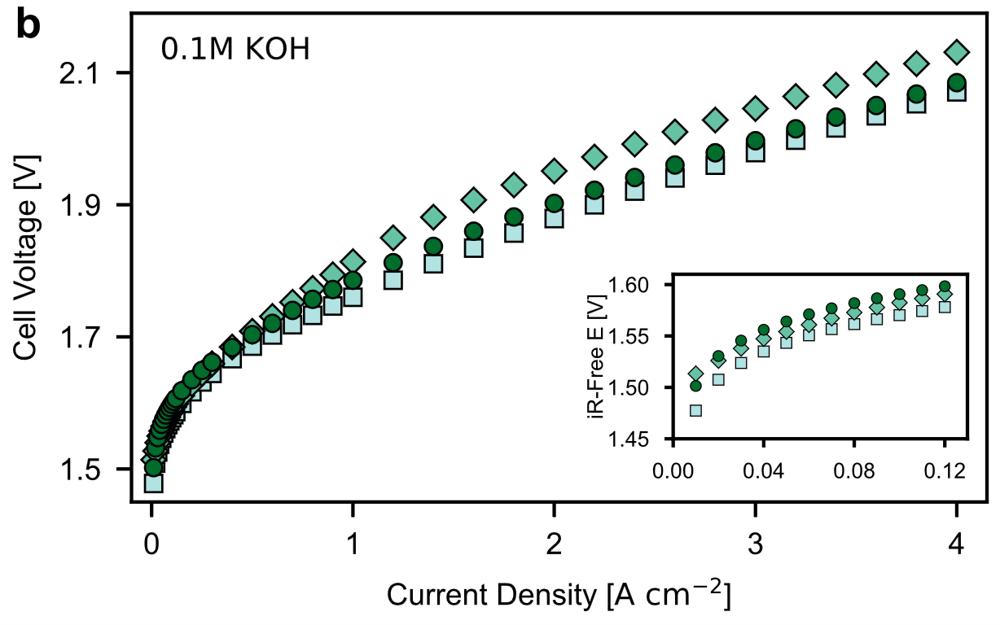 b
0.1M KOH
2.1
1.9
1.7
1.5
Cell Voltage [V]
0 1 2 3 4
Current Density [A cm⁻²]
1.60
1.55
1.50
1.45
iR-Free E [V]
0.00 0.04 0.08 0.12